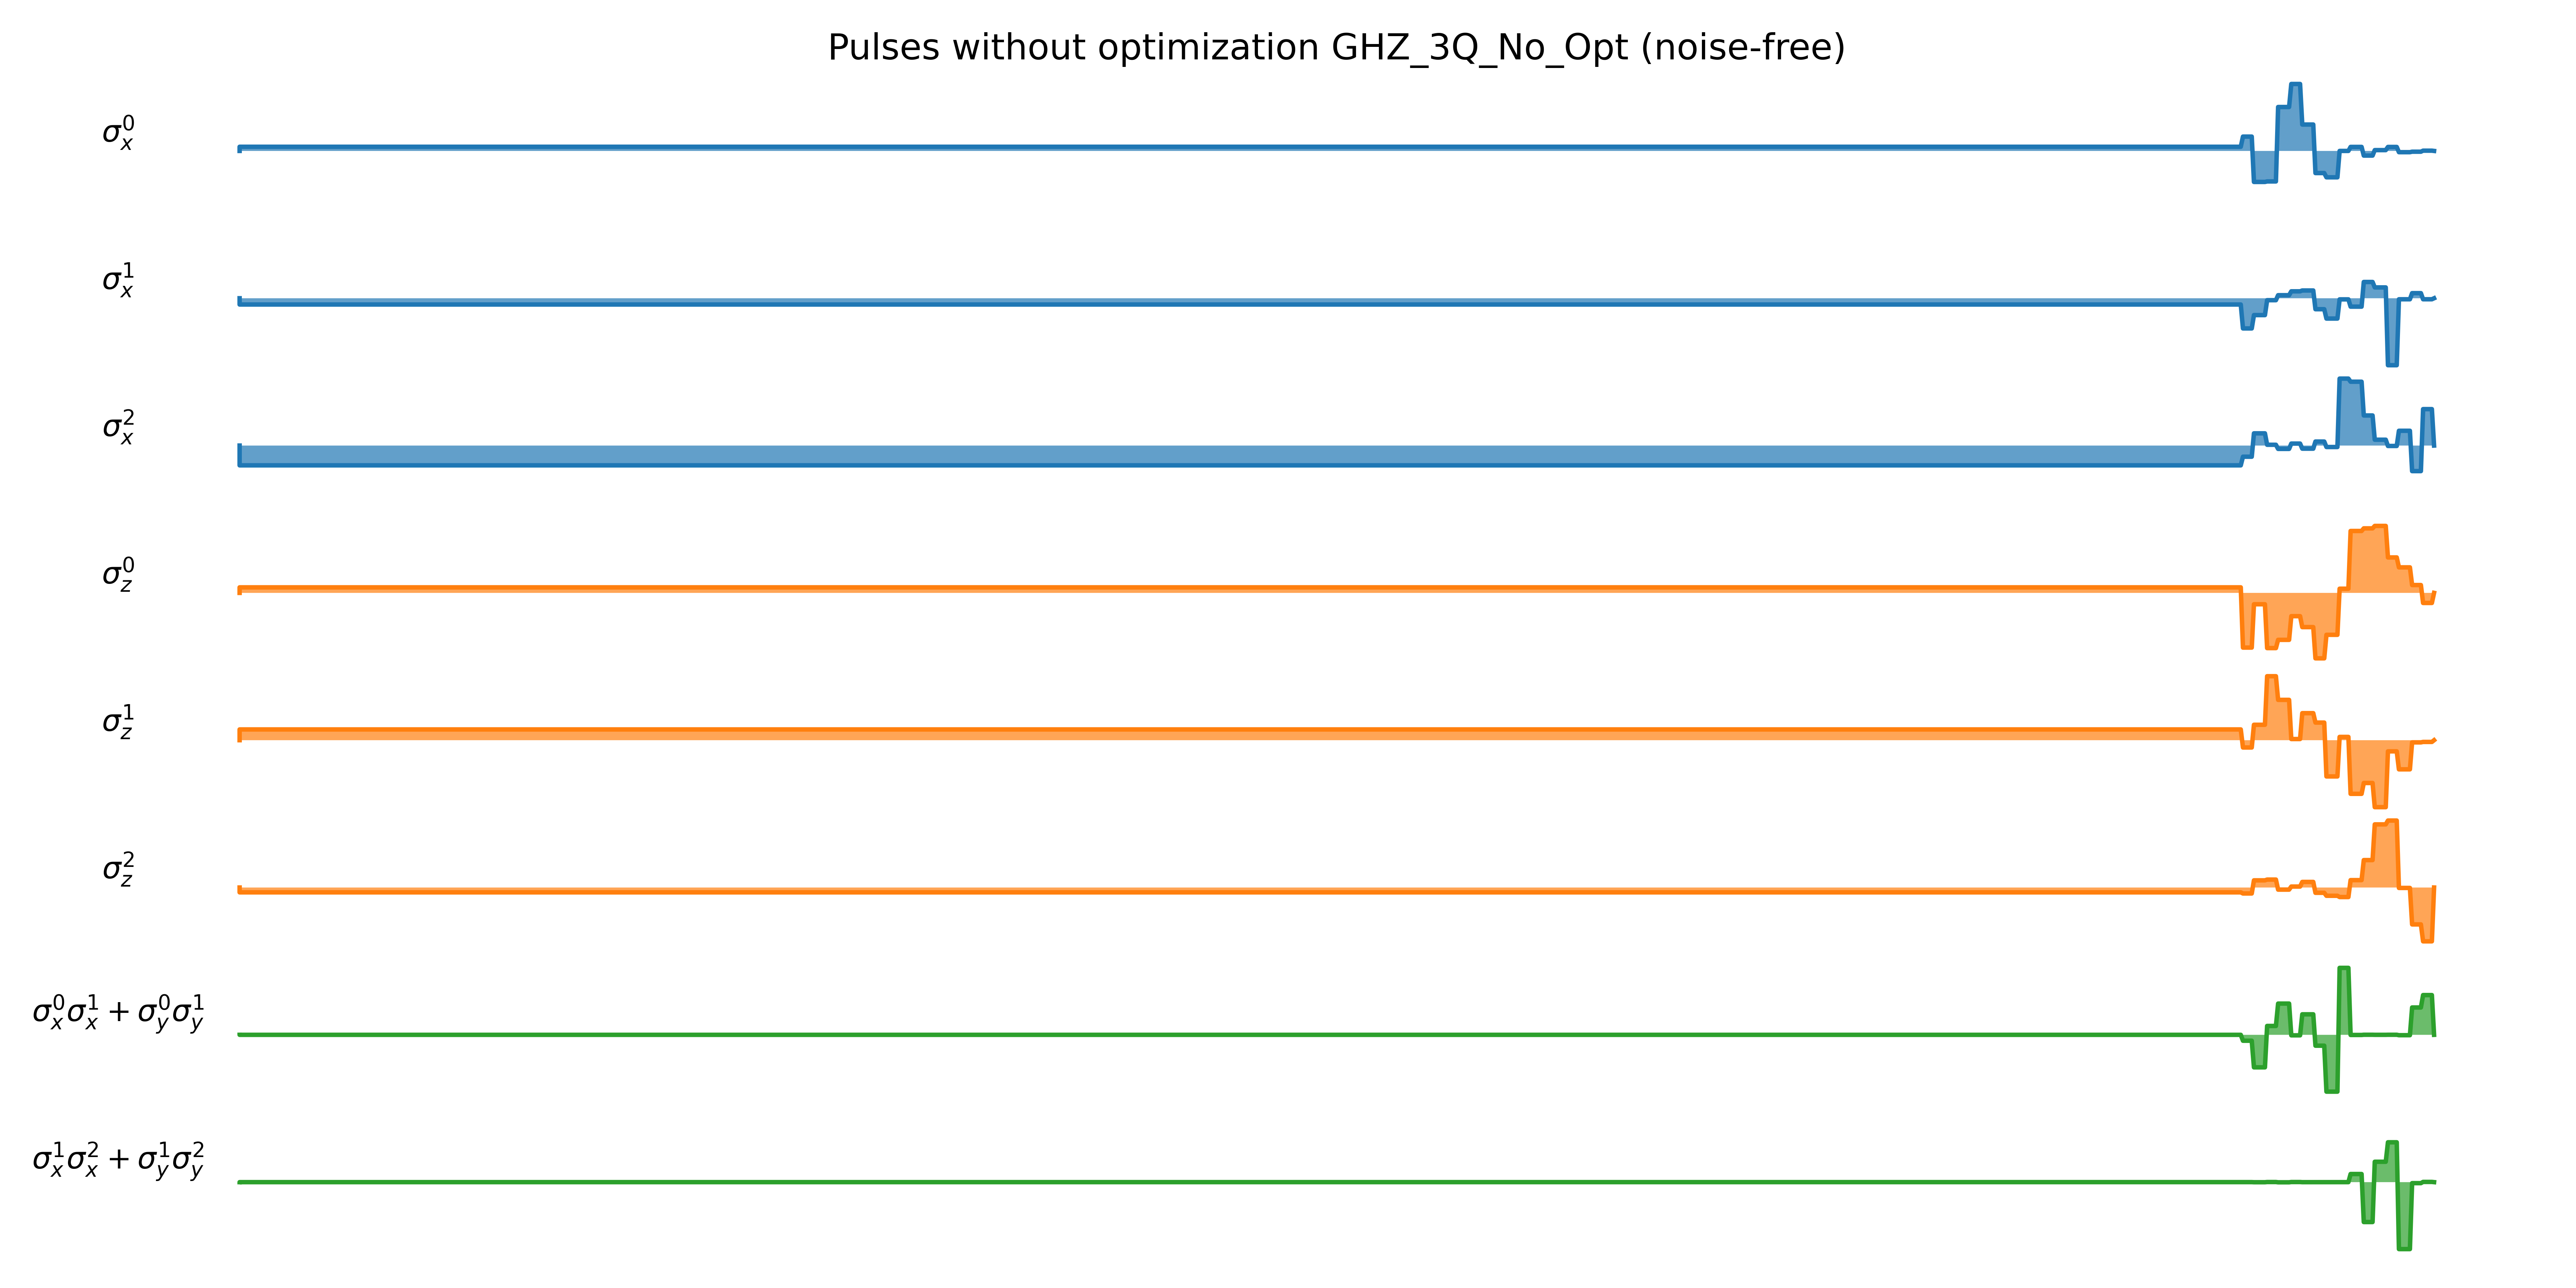 Pulses without optimization GHZ_3Q_No_Opt (noise-free)
σ_x^0
σ_x^1
σ_x^2
σ_z^0
σ_z^1
σ_z^2
σ_x^0σ_x^1 + σ_y^0σ_y^1
σ_x^1σ_x^2 + σ_y^1σ_y^2